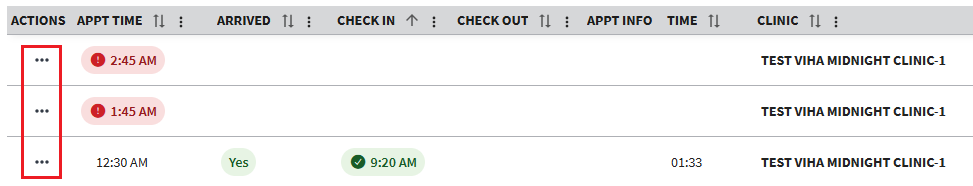 ACTIONS APPT TIME ARRIVED CHECK IN CHECK OUT APPT INFO TIME CLINIC
2:45 AM TEST VIHA MIDNIGHT CLINIC-1
1:45 AM TEST VIHA MIDNIGHT CLINIC-1
12:30 AM Yes 9:20 AM 01:33 TEST VIHA MIDNIGHT CLINIC-1